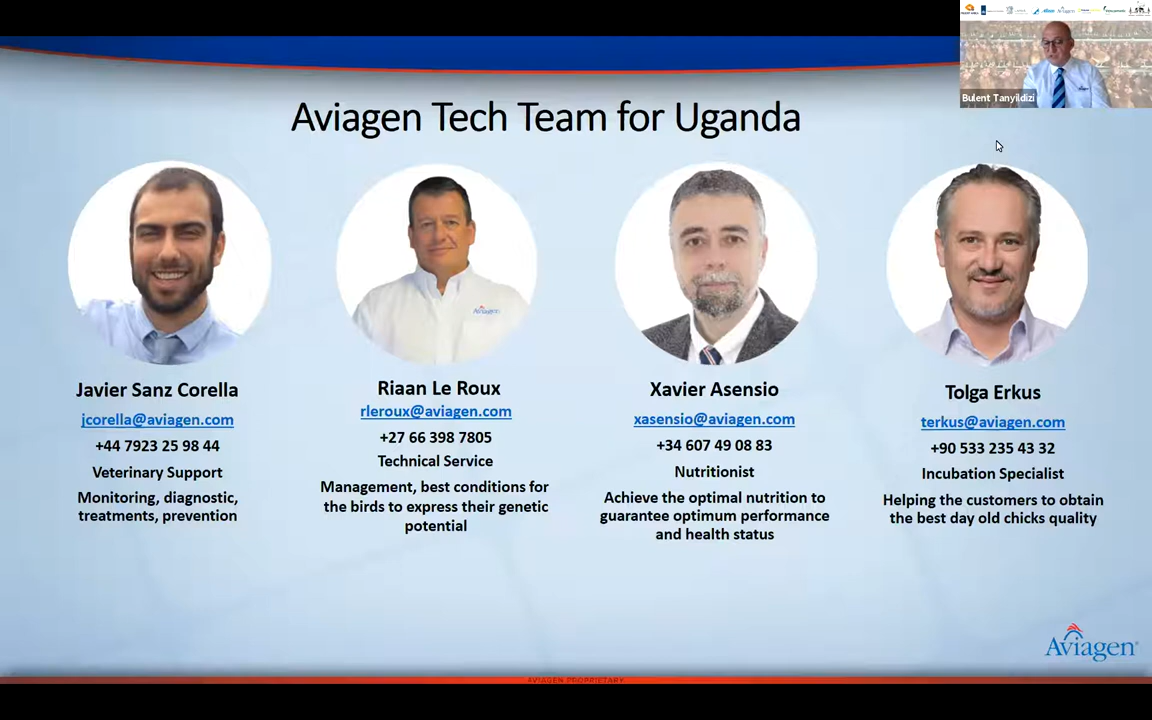 Aviagen
Bulent Tanyildizi
Aviagen Tech Team for Uganda
Aviagen
Javier Sanz Corella
jcorella@aviagen.com
+44 7923 25 98 44
Veterinary Support
Monitoring, diagnostic,
treatments, prevention
Riaan Le Roux
rleroux@aviagen.com
+27 66 398 7805
Technical Service
Management, best conditions for
the birds to express their genetic
potential
Xavier Asensio
xasensio@aviagen.com
+34 607 49 08 83
Nutritionist
Achieve the optimal nutrition to
guarantee optimum performance
and health status
Tolga Erkus
terkus@aviagen.com
+90 533 235 43 32
Incubation Specialist
Helping the customers to obtain
the best day old chicks quality
Aviagen
AVIAGEN PROPRIETARY